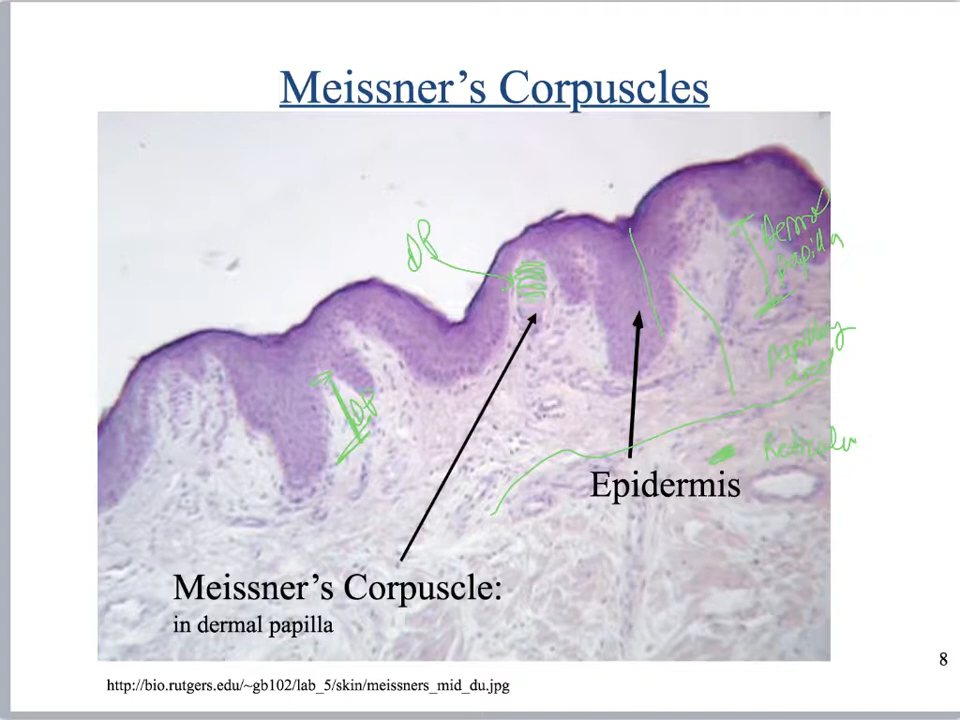 Meissner's Corpuscles
DP
Dermal
Papilla
Papillary
DP
Reticular
Epidermis
Meissner's Corpuscle:
in dermal papilla
8
http://bio.rutgers.edu/~gb102/lab_5/skin/meissners_mid_du.jpg